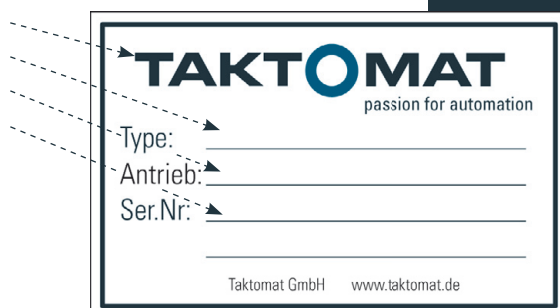 TAKTOMAT
passion for automation
Type:
Antrieb:
Ser.Nr:
Taktomat GmbH www.taktomat.de